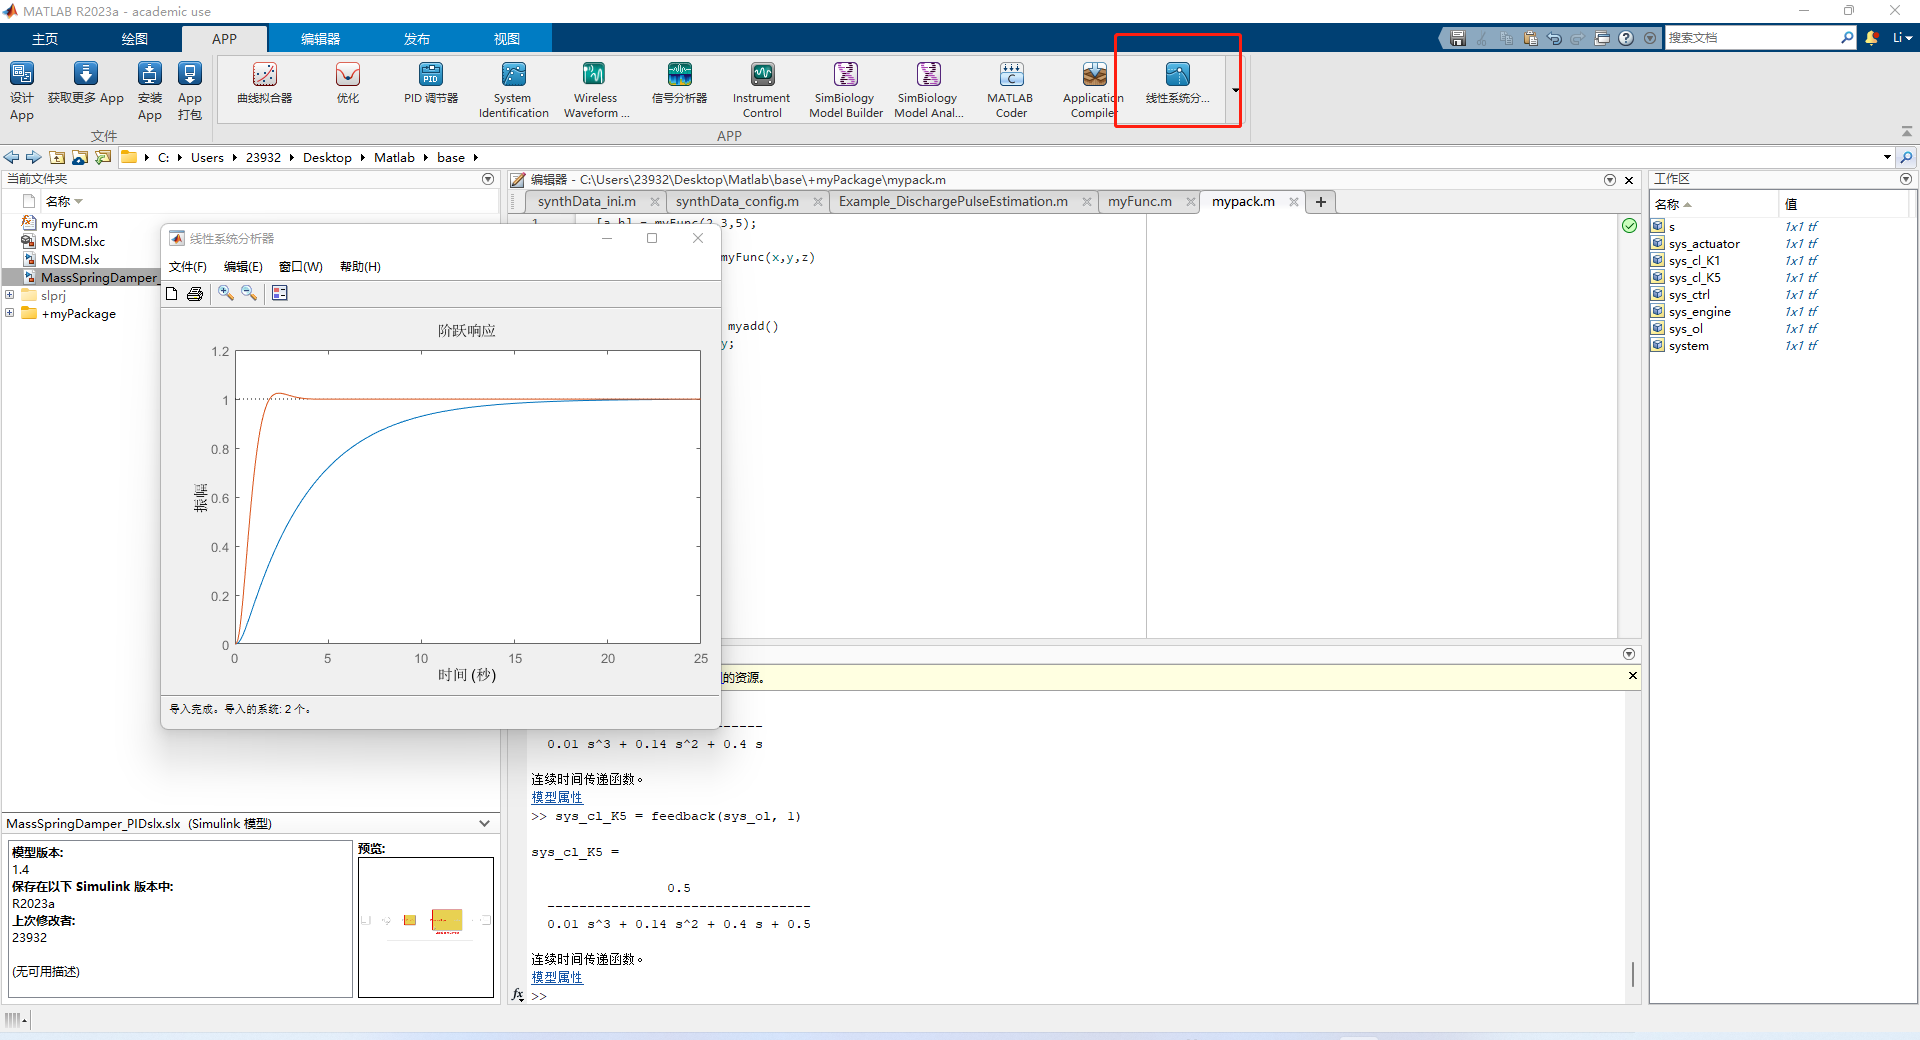 MATLAB R2023a - academic use
主页 绘图 APP 编辑器 发布 视图
搜索文档
Li
设计 App
获取更多 App
安装 App
App 打包
文件
曲线拟合器
优化
PID 调节器
System Identification
Wireless Waveform ...
信号分析器
Instrument Control
SimBiology Model Builder
SimBiology Model Anal...
MATLAB Coder
Application Compiler
线性系统分...
APP
C: Users 23932 Desktop Matlab base
当前文件夹
名称
myFunc.m
MSDM.slxc
MSDM.slx
MassSpringDamper_
slprj
+myPackage
线性系统分析器
文件(F) 编辑(E) 窗口(W) 帮助(H)
阶跃响应
1.2
1
0.8
0.6
0.4
0.2
0
振幅
0 5 10 15 20 25
时间 (秒)
导入完成。导入的系统: 2 个。
编辑器 - C:\Users\23932\Desktop\Matlab\base\+myPackage\mypack.m
synthData_ini.m synthData_config.m Example_DischargePulseEstimation.m myFunc.m mypack.m
1 [a,b] = myFunc(2,3,5);
myFunc(x,y,z)
myadd()
y;
的资源。
0.01 s^3 + 0.14 s^2 + 0.4 s
连续时间传递函数。
模型属性
>> sys_cl_K5 = feedback(sys_ol, 1)
sys_cl_K5 =
0.5
---------------------------------
0.01 s^3 + 0.14 s^2 + 0.4 s + 0.5
连续时间传递函数。
模型属性
fx >>
工作区
名称 值
s 1x1 tf
sys_actuator 1x1 tf
sys_cl_K1 1x1 tf
sys_cl_K5 1x1 tf
sys_ctrl 1x1 tf
sys_engine 1x1 tf
sys_ol 1x1 tf
system 1x1 tf
MassSpringDamper_PIDslx.slx (Simulink 模型)
模型版本:
1.4
保存在以下 Simulink 版本中:
R2023a
上次修改者:
23932
(无可用描述)
预览: